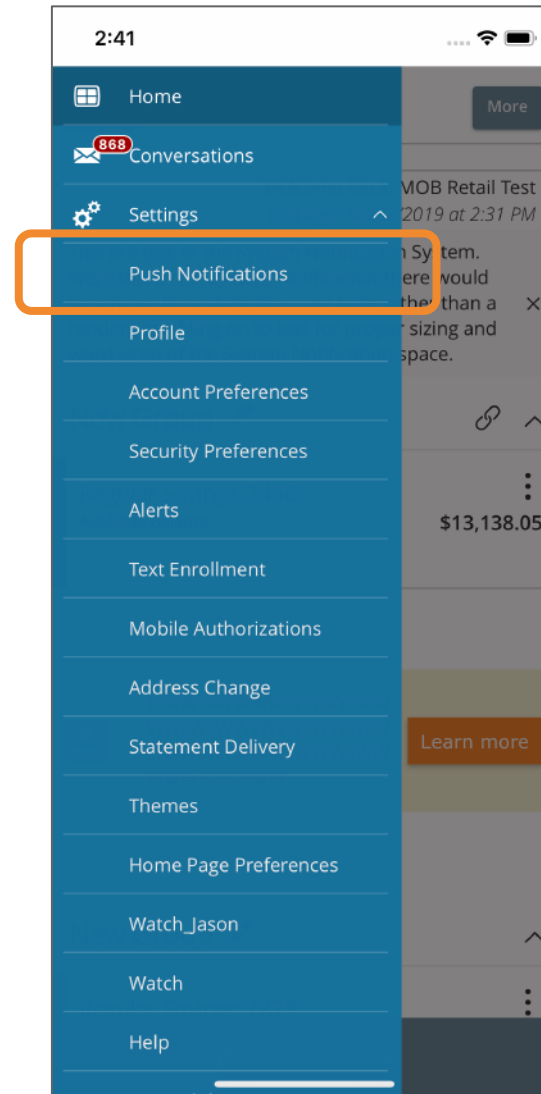 2:41
Home
More
868
Conversations
MOB Retail Test
Settings
2019 at 2:31 PM
System.
Push Notifications
ere would
ther than a
Profile
sizing and
space.
Account Preferences
Security Preferences
Alerts
$13,138.05
Text Enrollment
Mobile Authorizations
Address Change
Statement Delivery
Learn more
Themes
Home Page Preferences
Watch_Jason
Watch
Help